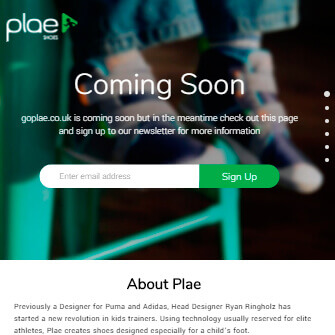 plae
SHOES
Coming Soon
goplae.co.uk is coming soon but in the meantime check out this page
and sign up to our newsletter for more information
Enter email address
Sign Up
About Plae
Previously a Designer for Puma and Adidas, Head Designer Ryan Ringholz has
started a new revolution in kids trainers. Using technology usually reserved for elite
athletes, Plae creates shoes designed especially for a child's foot.